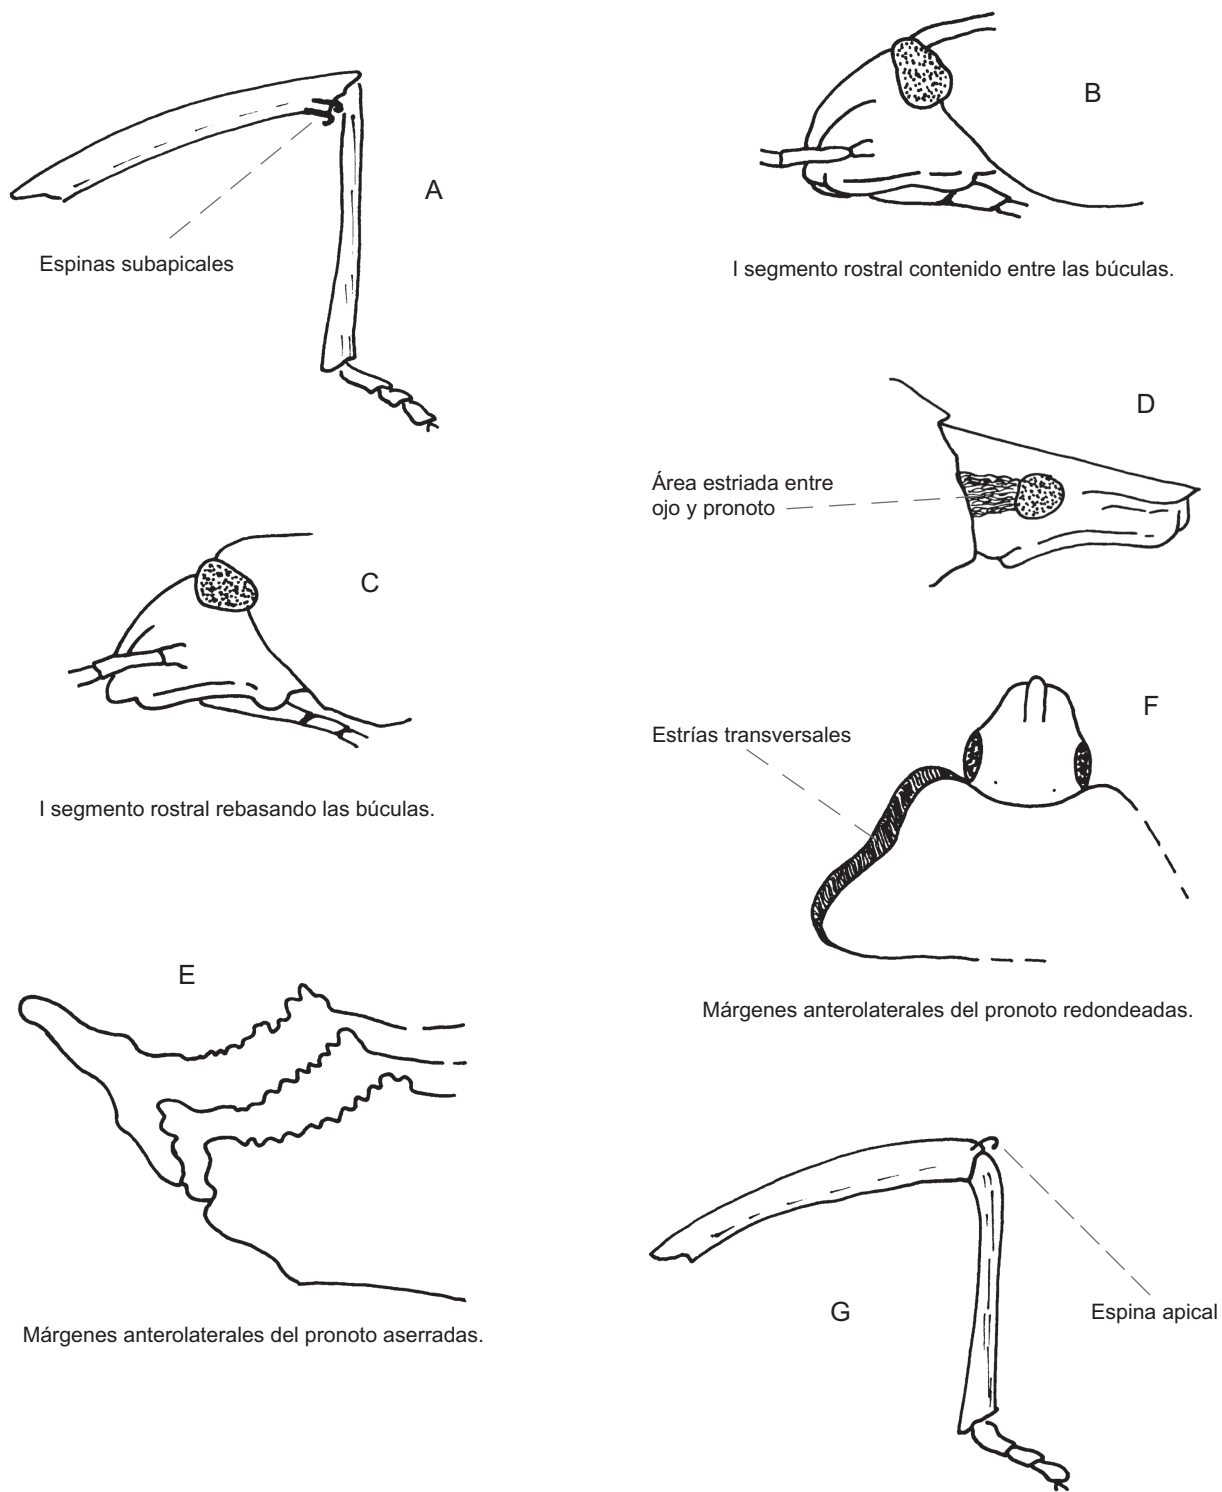 A
Espinas subapicales
B
I segmento rostral contenido entre las búculas.
C
I segmento rostral rebasando las búculas.
D
Área estriada entre
ojo y pronoto
E
Márgenes anterolaterales del pronoto aserradas.
F
Estrías transversales
Márgenes anterolaterales del pronoto redondeadas.
G
Espina apical